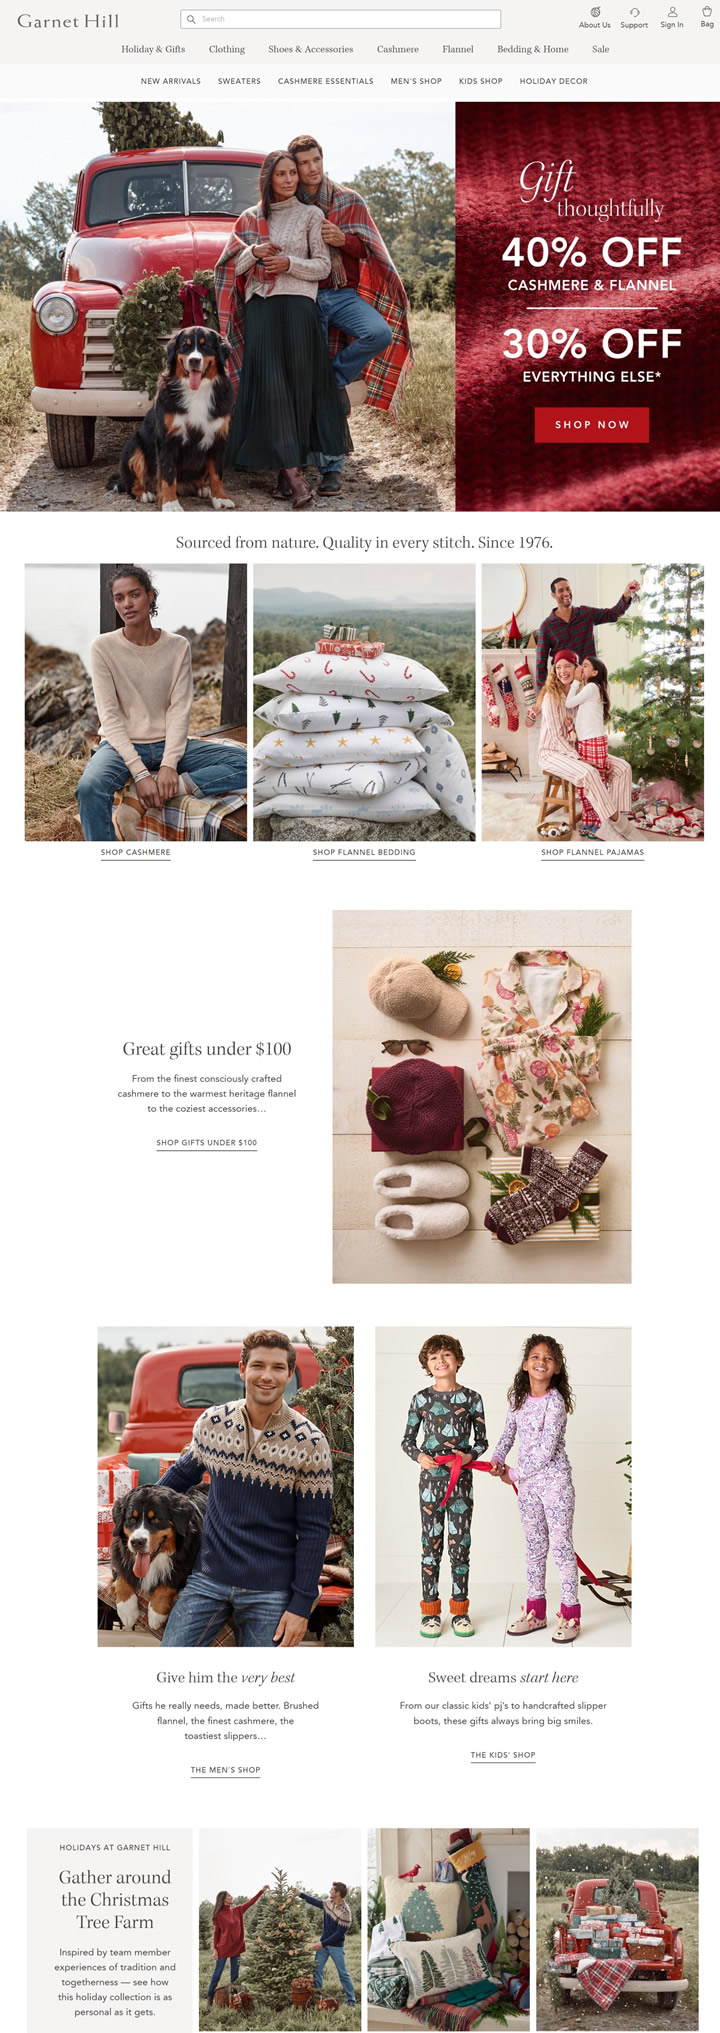 Garnet Hill
Search
About Us
Support
Sign In
Bag
Holiday & Gifts
Clothing
Shoes & Accessories
Cashmere
Flannel
Bedding & Home
Sale
NEW ARRIVALS
SWEATERS
CASHMERE ESSENTIALS
MEN'S SHOP
KIDS SHOP
HOLIDAY DECOR
Gift
thoughtfully
40% OFF
CASHMERE & FLANNEL
30% OFF
EVERYTHING ELSE*
SHOP NOW
Sourced from nature. Quality in every stitch. Since 1976.
SHOP CASHMERE
SHOP FLANNEL BEDDING
SHOP FLANNEL PAJAMAS
Great gifts under $100
From the finest consciously crafted
cashmere to the warmest heritage flannel
to the coziest accessories…
SHOP GIFTS UNDER $100
Give him the very best
Gifts he really needs, made better. Brushed
flannel, the finest cashmere, the
toastiest slippers…
THE MEN'S SHOP
Sweet dreams start here
From our classic kids' pj's to handcrafted slipper
boots, these gifts always bring big smiles.
THE KIDS' SHOP
HOLIDAYS AT GARNET HILL
Gather around
the Christmas
Tree Farm
Inspired by team member
experiences of tradition and
togetherness — see how
this holiday collection is as
personal as it gets.